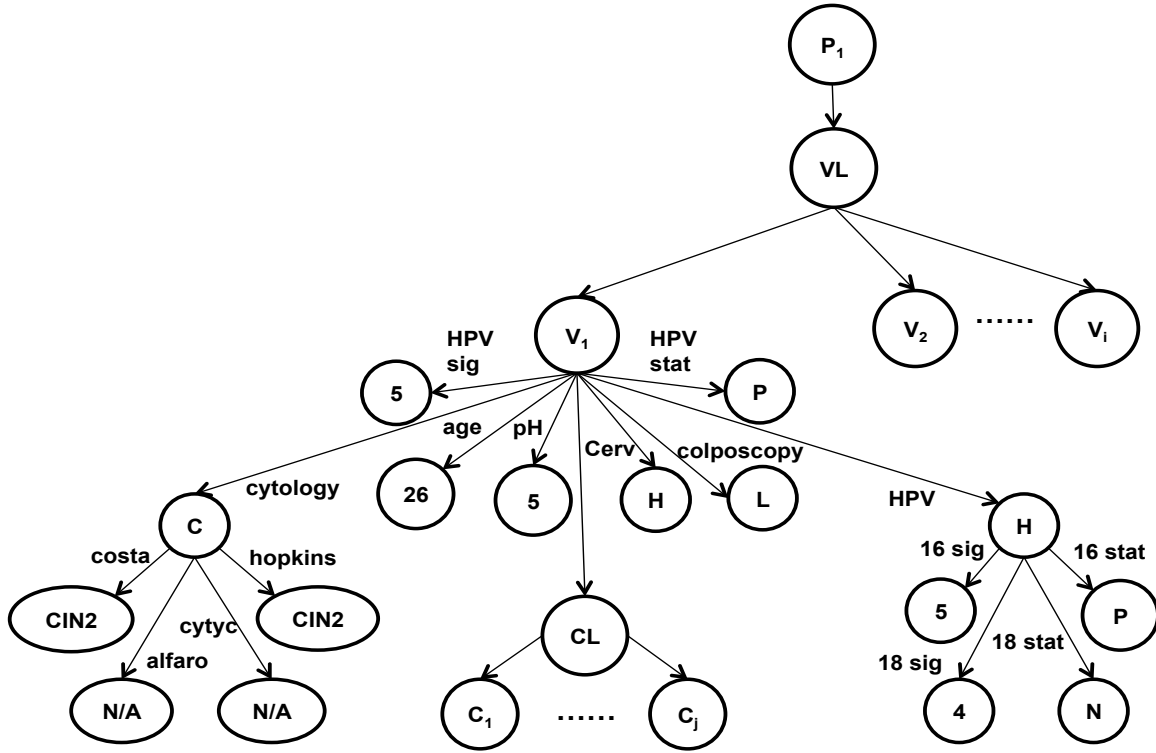 P1
VL
V1
V2
......
Vi
HPV
sig
HPV
stat
5
P
age
pH
Cerv
colposcopy
cytology
26
5
H
L
HPV
C
H
costa
hopkins
16 sig
16 stat
CIN2
CIN2
5
P
cytyc
alfaro
CL
18 sig
18 stat
N/A
N/A
C1
......
Cj
4
N